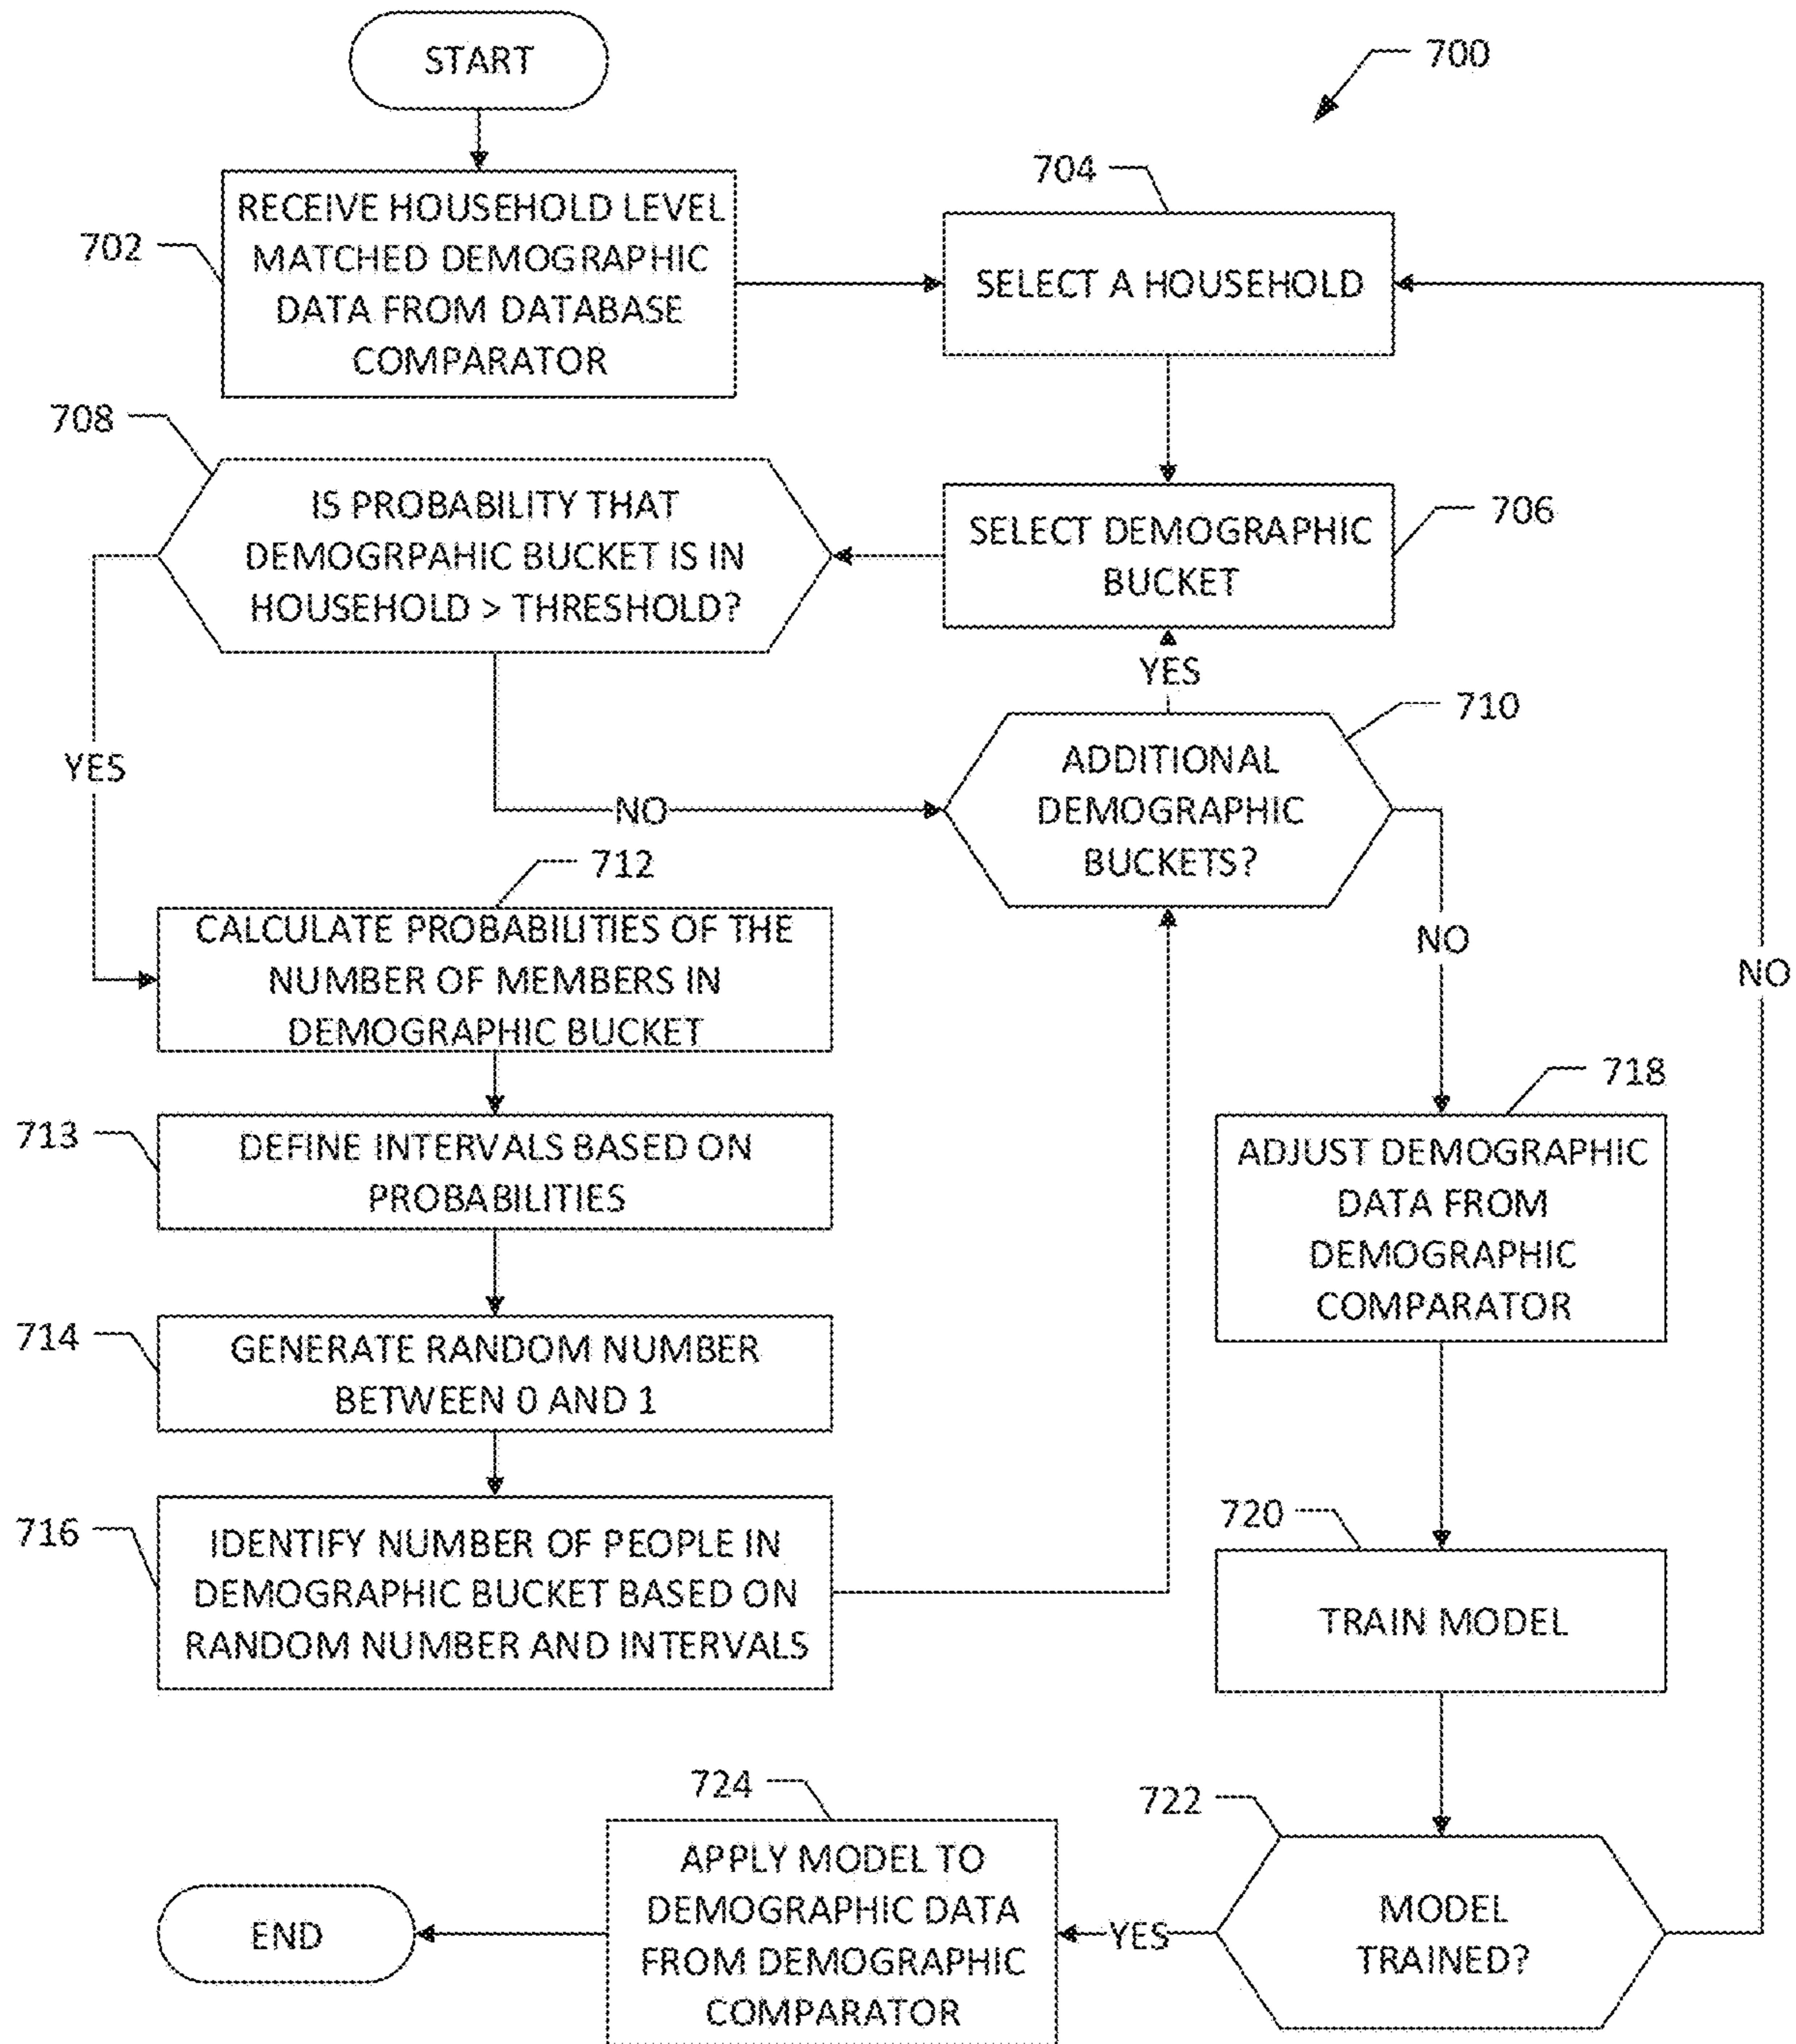 START
700
702
RECEIVE HOUSEHOLD LEVEL
MATCHED DEMOGRAPHIC
DATA FROM DATABASE
COMPARATOR
704
SELECT A HOUSEHOLD
708
IS PROBABILITY THAT
DEMOGRPAHIC BUCKET IS IN
HOUSEHOLD > THRESHOLD?
706
SELECT DEMOGRAPHIC
BUCKET
YES
YES
NO
710
ADDITIONAL
DEMOGRAPHIC
BUCKETS?
NO
NO
712
CALCULATE PROBABILITIES OF THE
NUMBER OF MEMBERS IN
DEMOGRAPHIC BUCKET
713
DEFINE INTERVALS BASED ON
PROBABILITIES
714
GENERATE RANDOM NUMBER
BETWEEN 0 AND 1
716
IDENTIFY NUMBER OF PEOPLE IN
DEMOGRAPHIC BUCKET BASED ON
RANDOM NUMBER AND INTERVALS
718
ADJUST DEMOGRAPHIC
DATA FROM
DEMOGRAPHIC
COMPARATOR
720
TRAIN MODEL
722
MODEL
TRAINED?
YES
724
APPLY MODEL TO
DEMOGRAPHIC DATA
FROM DEMOGRAPHIC
COMPARATOR
END